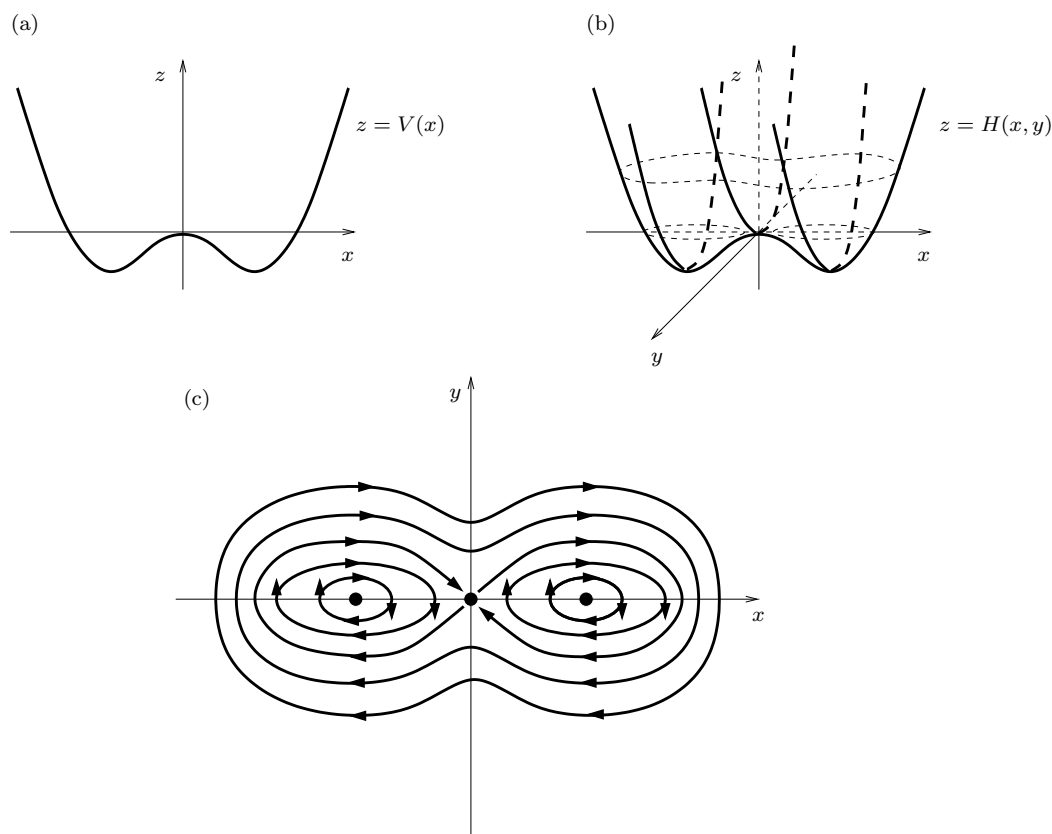 (a)
z
z = V(x)
x
(b)
z
z = H(x, y)
x
y
(c)
y
x